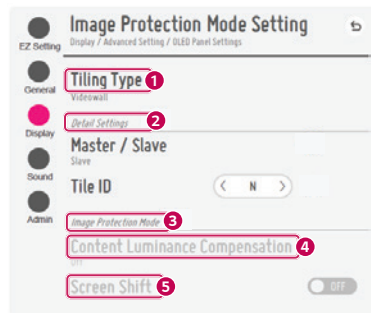 Image Protection Mode Setting
Display / Advanced Setting / OLED Panel Settings
EZ Setting
General
Display
Sound
Admin
Tiling Type 1
Videowall
Detail Settings 2
Master / Slave
Slave
Tile ID
< N >
Image Protection Mode 3
Content Luminance Compensation 4
Off
Screen Shift 5
OFF